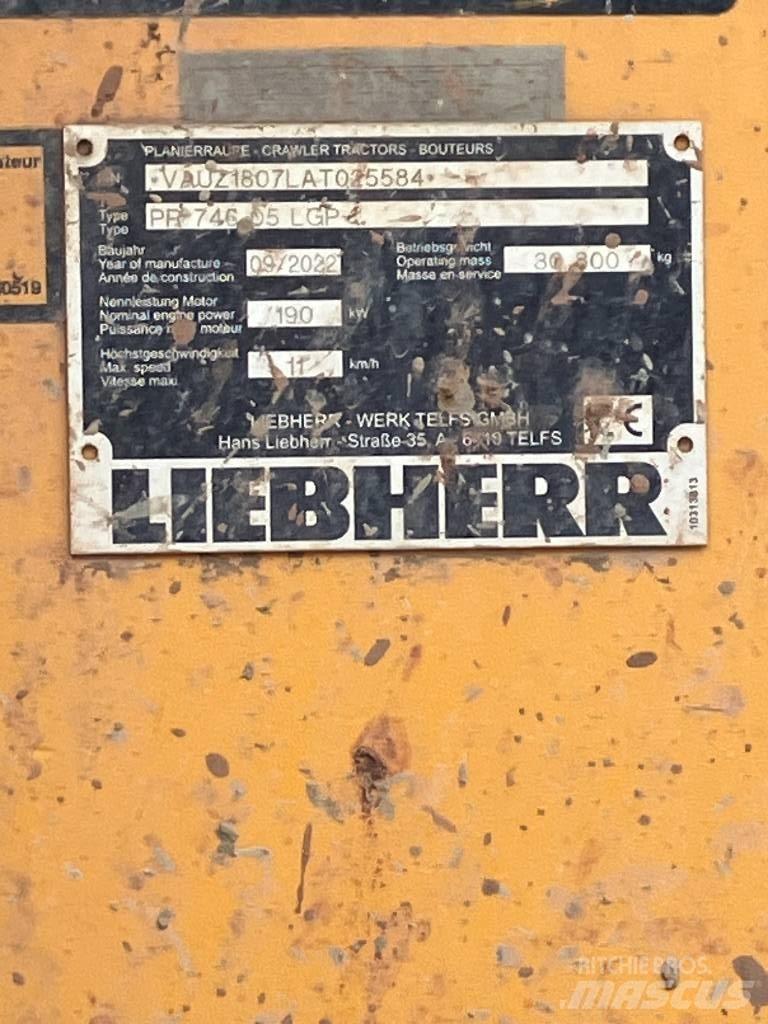 PLANIERRAUPE - CRAWLER TRACTORS - BOUTEURS
VAUZ1807LAT025584
Type
Type
PR 746 05 LGP
Baujahr
Year of manufacture
Année de construction
09/2022
Betriebsgewicht
Operating mass
Masse en service
30 800 kg
Nennleistung Motor
Nominal engine power
Puissance moteur
190 kW
Höchstgeschwindigkeit
Max. speed
Vitesse maxi.
11 km/h
LIEBHERR - WERK TELFS GMBH
Hans Liebherr - Straße 35, A - 6410 TELFS
CE
LIEBHERR
10313813
ateur
0519
RITCHIE BROS.
MASCUS